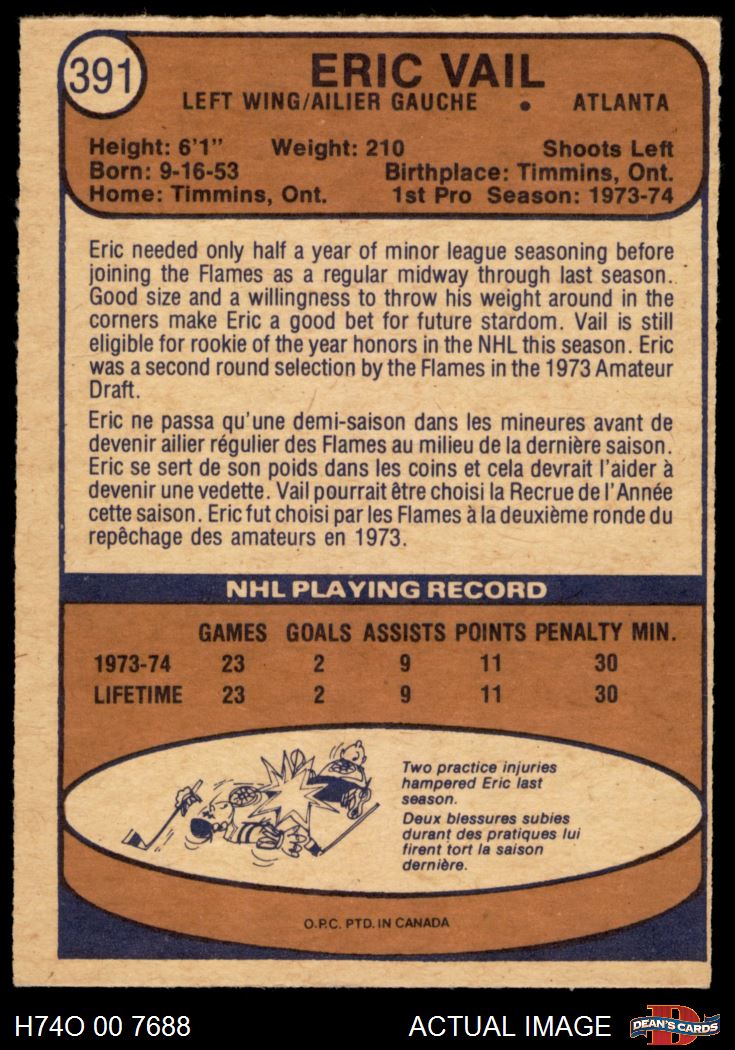 391
ERIC VAIL
LEFT WING/AILIER GAUCHE • ATLANTA
Height: 6'1" Weight: 210 Shoots Left
Born: 9-16-53 Birthplace: Timmins, Ont.
Home: Timmins, Ont. 1st Pro Season: 1973-74
Eric needed only half a year of minor league seasoning before
joining the Flames as a regular midway through last season.
Good size and a willingness to throw his weight around in the
corners make Eric a good bet for future stardom. Vail is still
eligible for rookie of the year honors in the NHL this season. Eric
was a second round selection by the Flames in the 1973 Amateur
Draft.
Eric ne passa qu'une demi-saison dans les mineures avant de
devenir ailier régulier des Flames au milieu de la dernière saison.
Eric se sert de son poids dans les coins et cela devrait l'aider à
devenir une vedette. Vail pourrait être choisi la Recrue de l'Année
cette saison. Eric fut choisi par les Flames à la deuxième ronde du
repêchage des amateurs en 1973.
NHL PLAYING RECORD
GAMES GOALS ASSISTS POINTS PENALTY MIN.
1973-74 23 2 9 11 30
LIFETIME 23 2 9 11 30
Two practice injuries
hampered Eric last
season.
Deux blessures subies
durant des pratiques lui
firent tort la saison
dernière.
O.P.C. PTD. IN CANADA
H74O 00 7688 ACTUAL IMAGE DEAN'S CARDS